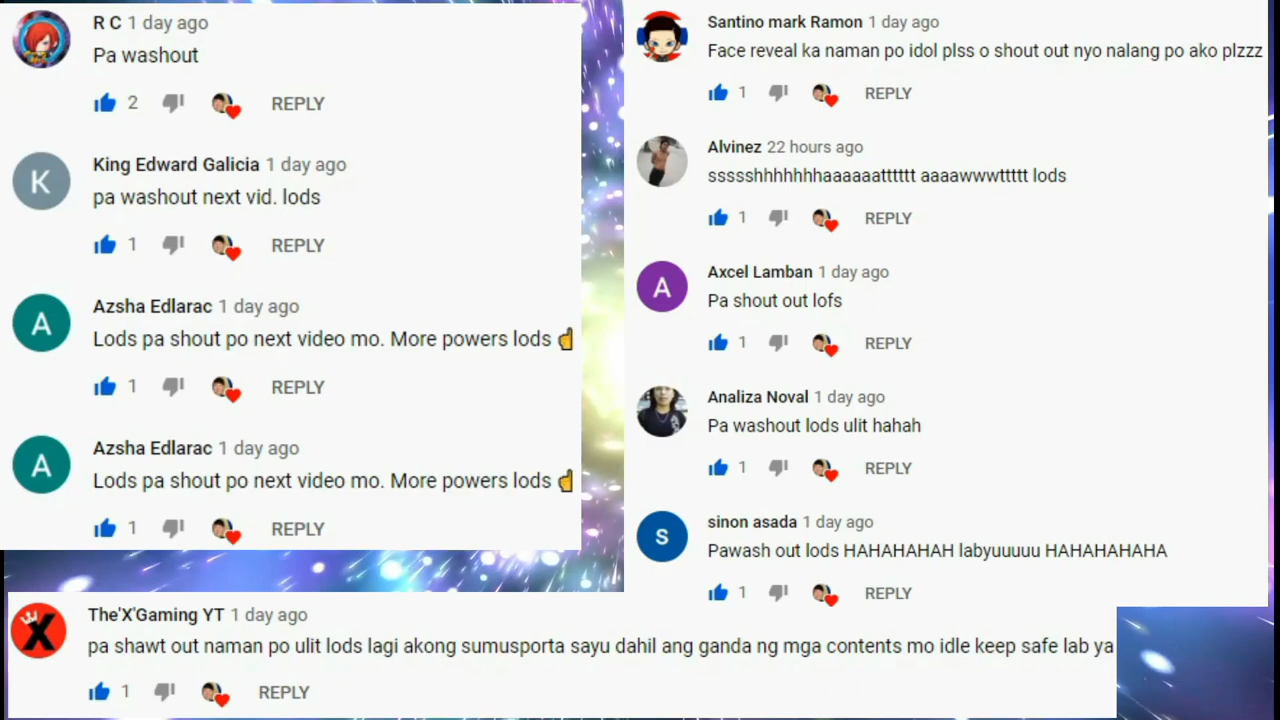 R C 1 day ago
Pa washout
2 REPLY
King Edward Galicia 1 day ago
pa washout next vid. lods
1 REPLY
A
K
Azsha Edlarac 1 day ago
Lods pa shout po next video mo. More powers lods ☝
1 REPLY
A
Azsha Edlarac 1 day ago
Lods pa shout po next video mo. More powers lods ☝
1 REPLY
Santino mark Ramon 1 day ago
Face reveal ka naman po idol plss o shout out nyo nalang po ako plzzz
1 REPLY
Alvinez 22 hours ago
ssssshhhhhhaaaaaatttttt aaaawwwttttt lods
1 REPLY
A
Axcel Lamban 1 day ago
Pa shout out lofs
1 REPLY
Analiza Noval 1 day ago
Pa washout lods ulit hahah
1 REPLY
S
sinon asada 1 day ago
Pawash out lods HAHAHAHAH labyuuuuu HAHAHAHAHA
1 REPLY
X
The'X'Gaming YT 1 day ago
pa shawt out naman po ulit lods lagi akong sumusporta sayu dahil ang ganda ng mga contents mo idle keep safe lab ya
1 REPLY